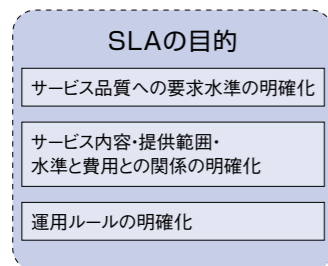 SLAの目的
サービス品質への要求水準の明確化
サービス内容・提供範囲・
水準と費用との関係の明確化
運用ルールの明確化